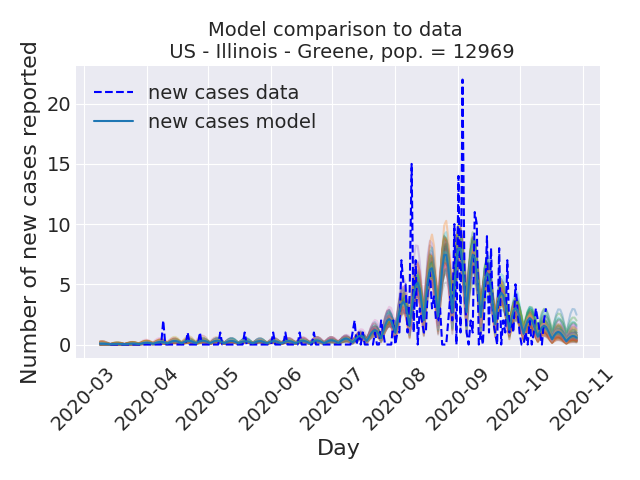 Model comparison to data
US - Illinois - Greene, pop. = 12969
Number of new cases reported
20
15
10
5
0
new cases data
new cases model
2020-03
2020-04
2020-05
2020-06
2020-07
2020-08
2020-09
2020-10
2020-11
Day